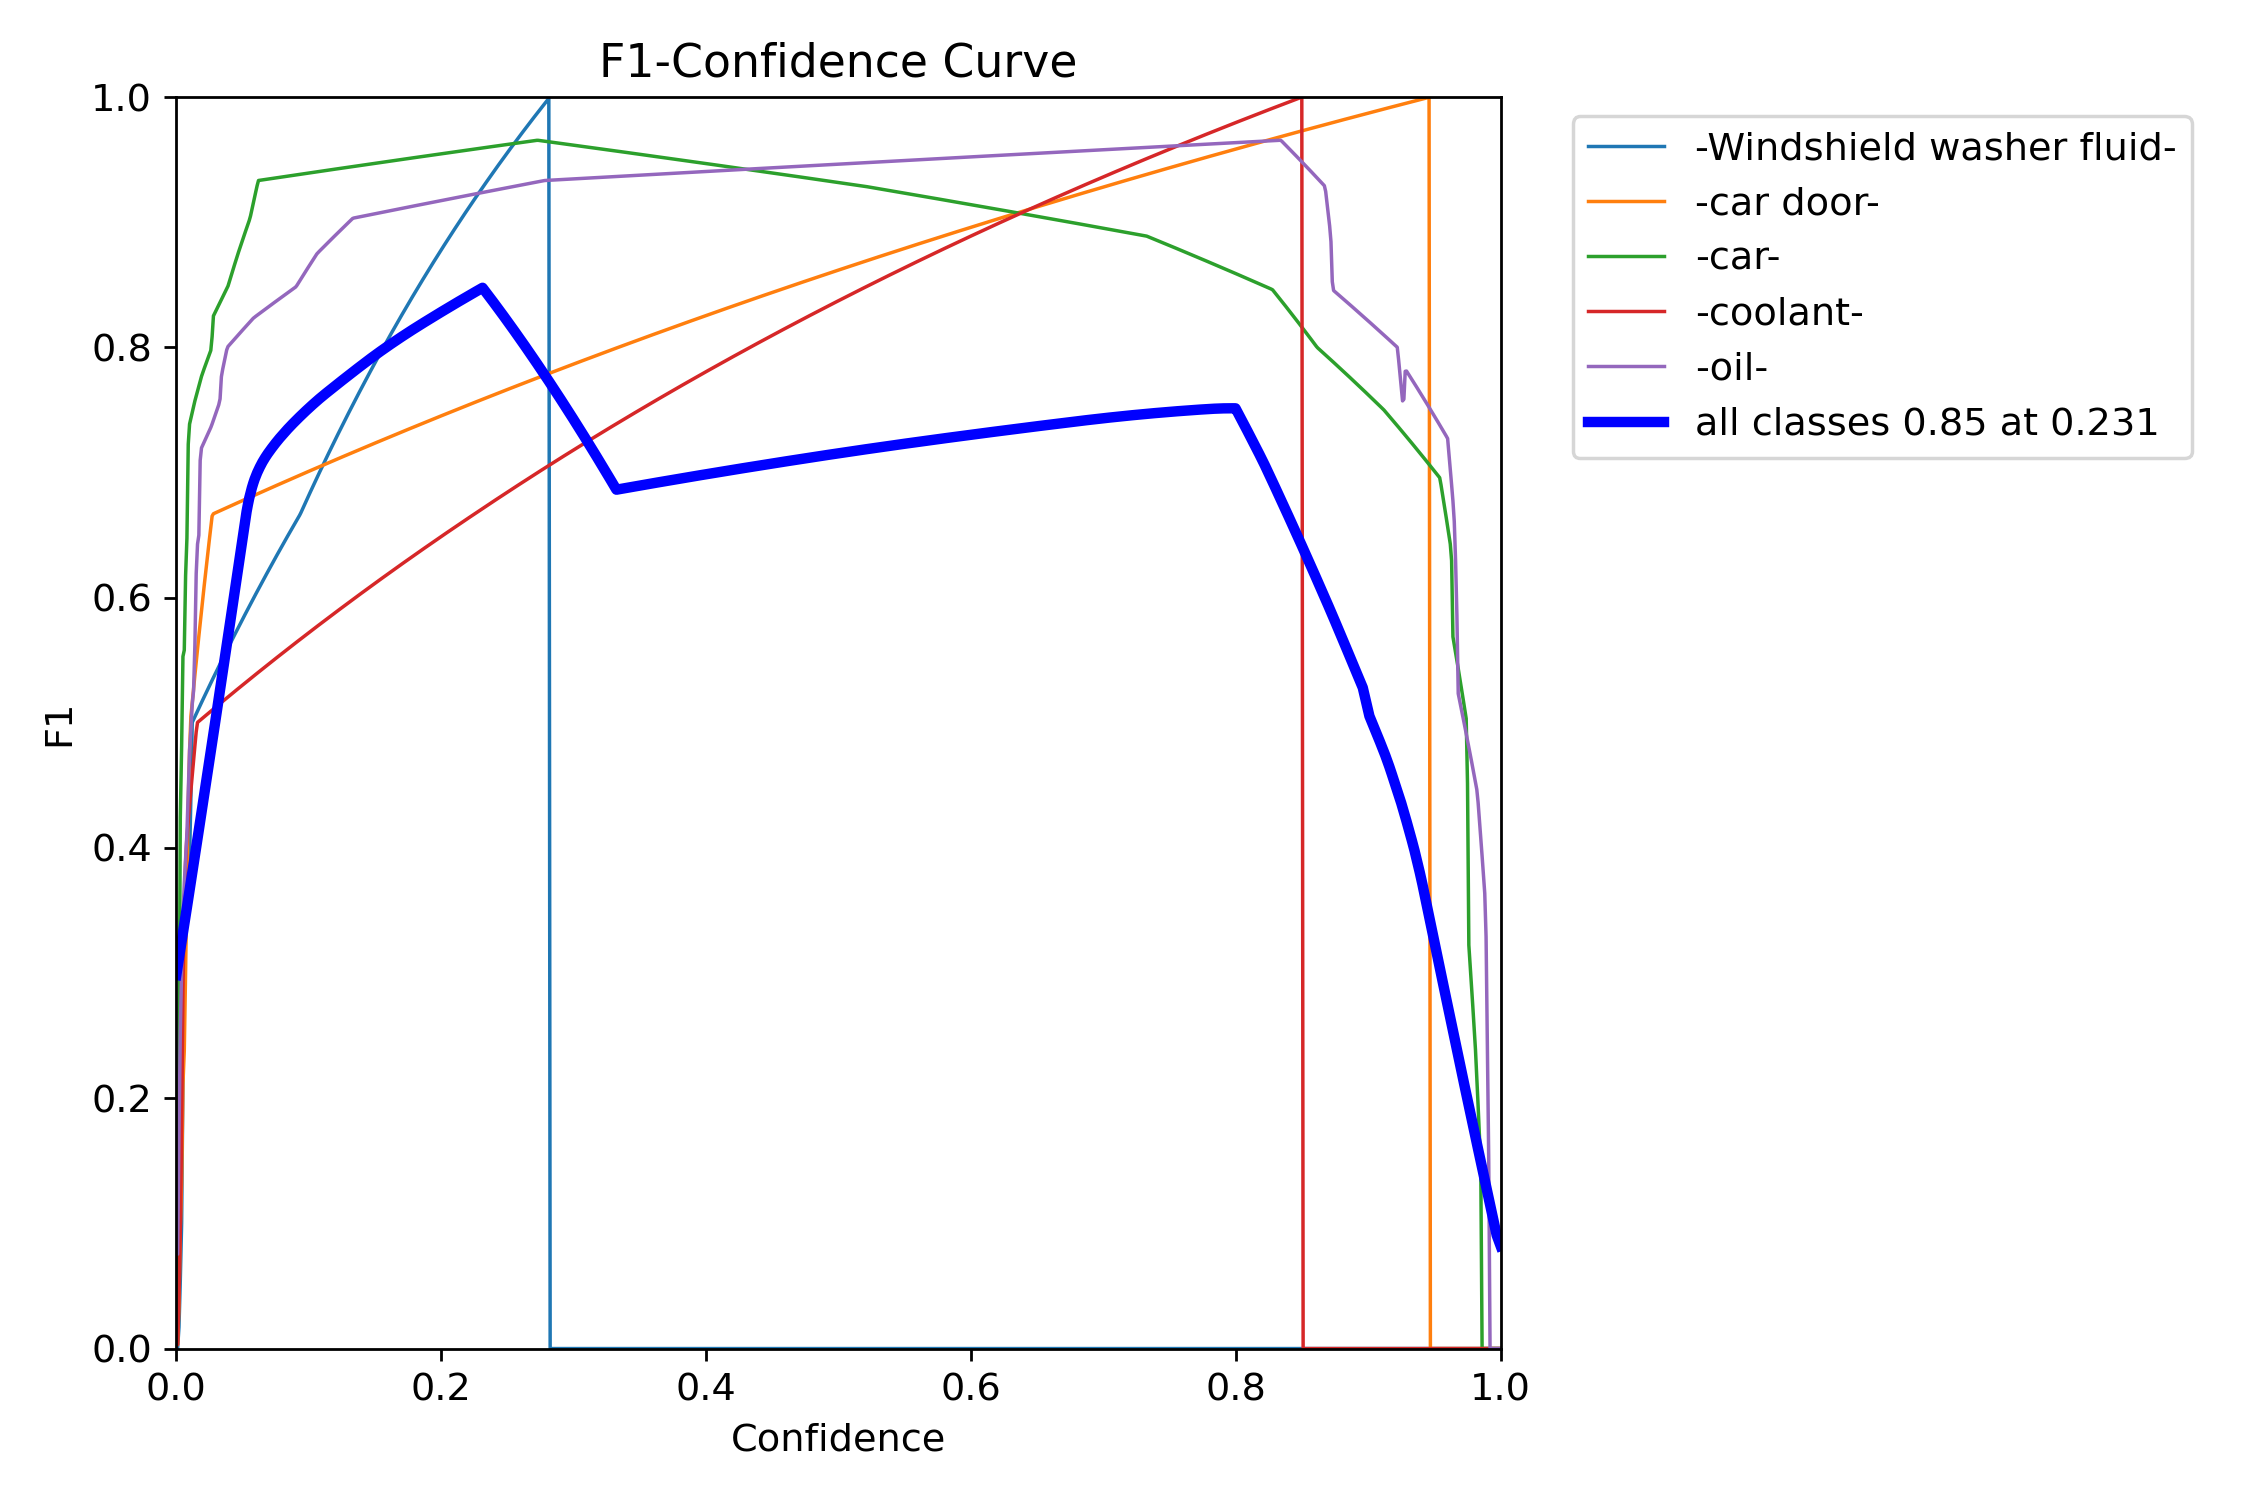 F1-Confidence Curve
1.0
0.8
0.6
0.4
0.2
0.0
F1
0.0 0.2 0.4 0.6 0.8 1.0
Confidence
-Windshield washer fluid-
-car door-
-car-
-coolant-
-oil-
all classes 0.85 at 0.231